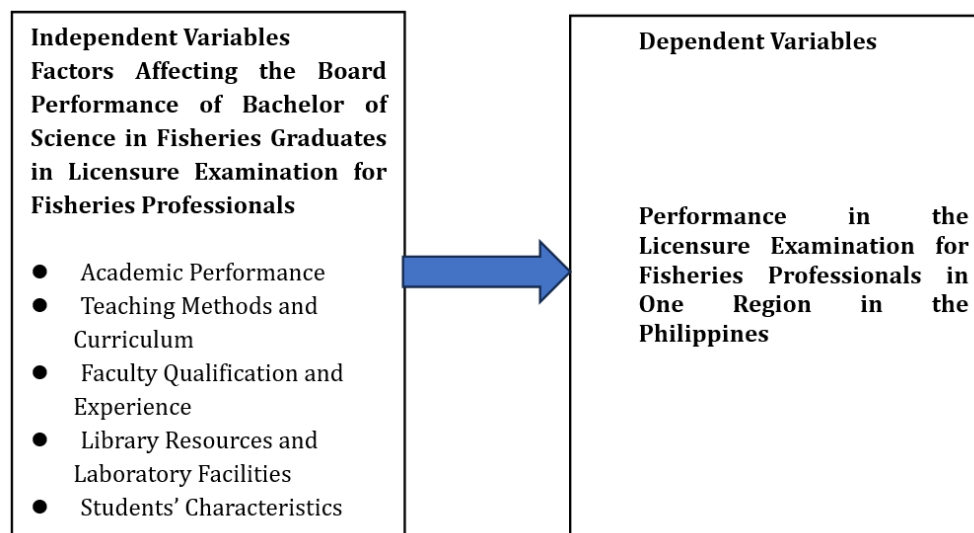 Independent Variables
Factors Affecting the Board
Performance of Bachelor of
Science in Fisheries Graduates
in Licensure Examination for
Fisheries Professionals
● Academic Performance
● Teaching Methods and
Curriculum
● Faculty Qualification and
Experience
● Library Resources and
Laboratory Facilities
● Students’ Characteristics
Dependent Variables
Performance in the
Licensure Examination for
Fisheries Professionals in
One Region in the
Philippines